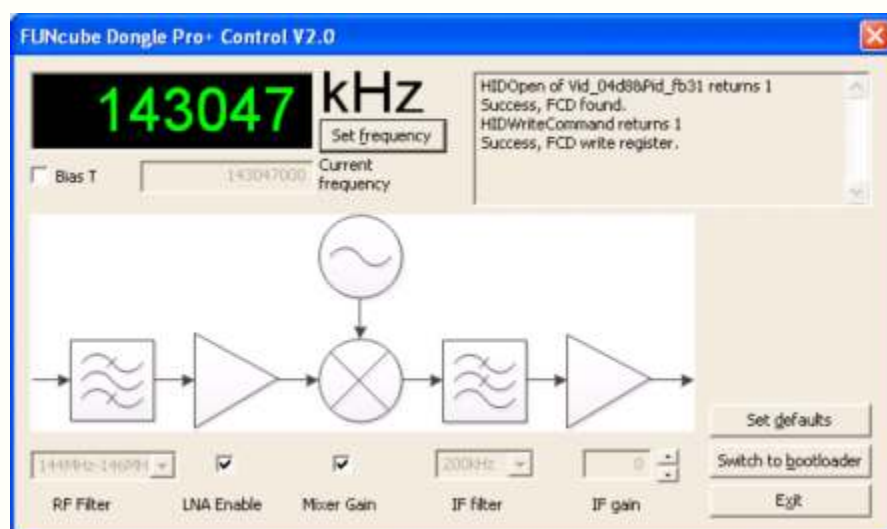 FUNcube Dongle Pro+ Control V2.0
143047 kHz
Set frequency
Bias T
143047000
Current
frequency
HIDOpen of Vid_04d8&Pid_fb31 returns 1
Success, FCD found.
HIDWriteCommand returns 1
Success, FCD write register.
Set defaults
144MHz-146MH
200kHz
0
Switch to bootloader
RF Filter
LNA Enable
Mixer Gain
IF filter
IF gain
Exit